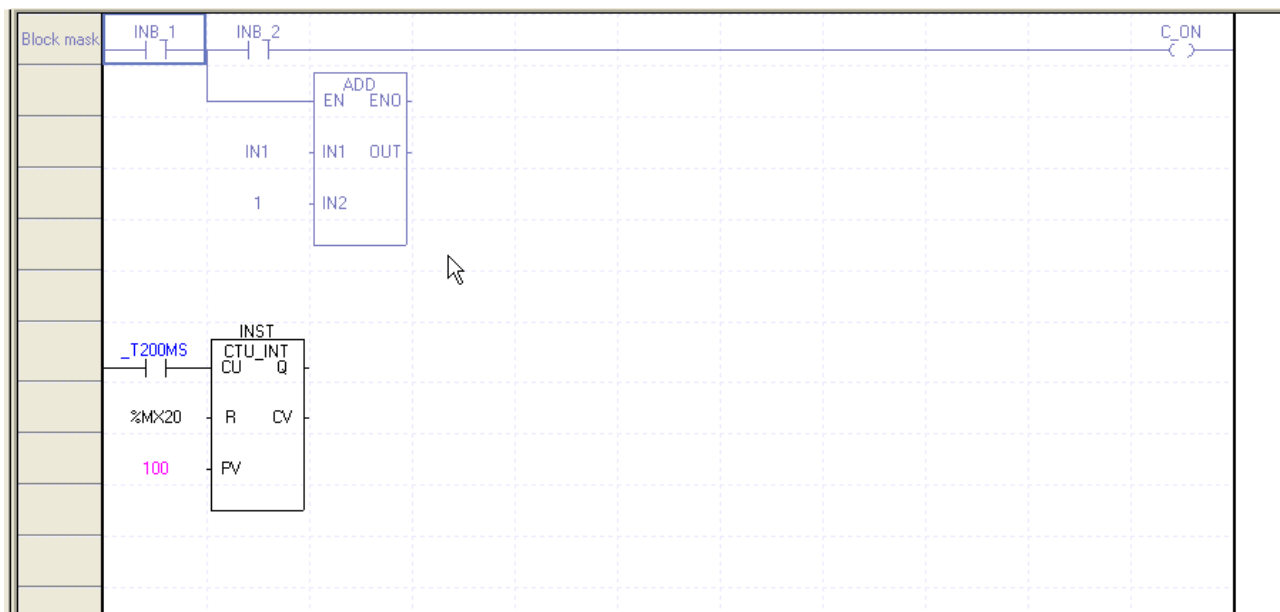 Block mask INB_1 INB_2 C_ON
ADD
EN ENO
IN1 IN1 OUT
1 IN2
INST
_T200MS CTU_INT
CU Q
%MX20 R CV
100 PV